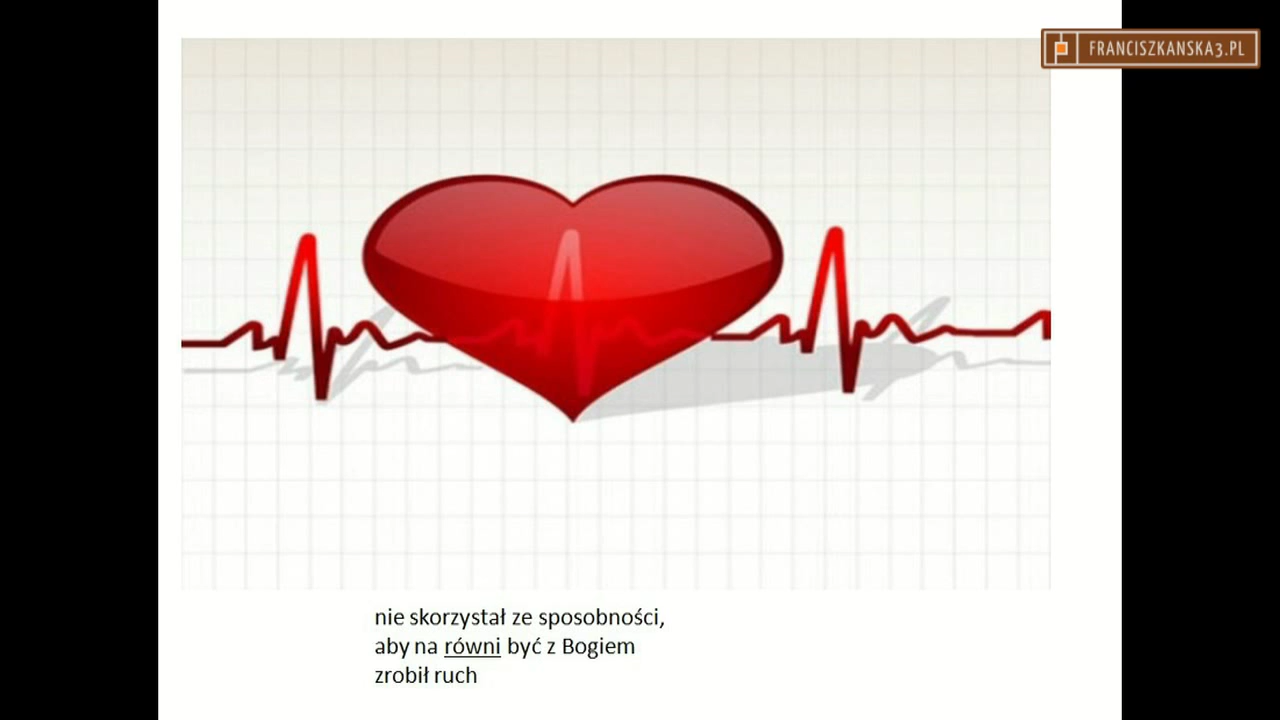 FRANCISZKANSKA3.PL
nie skorzystał ze sposobności,
aby na równi być z Bogiem
zrobił ruch